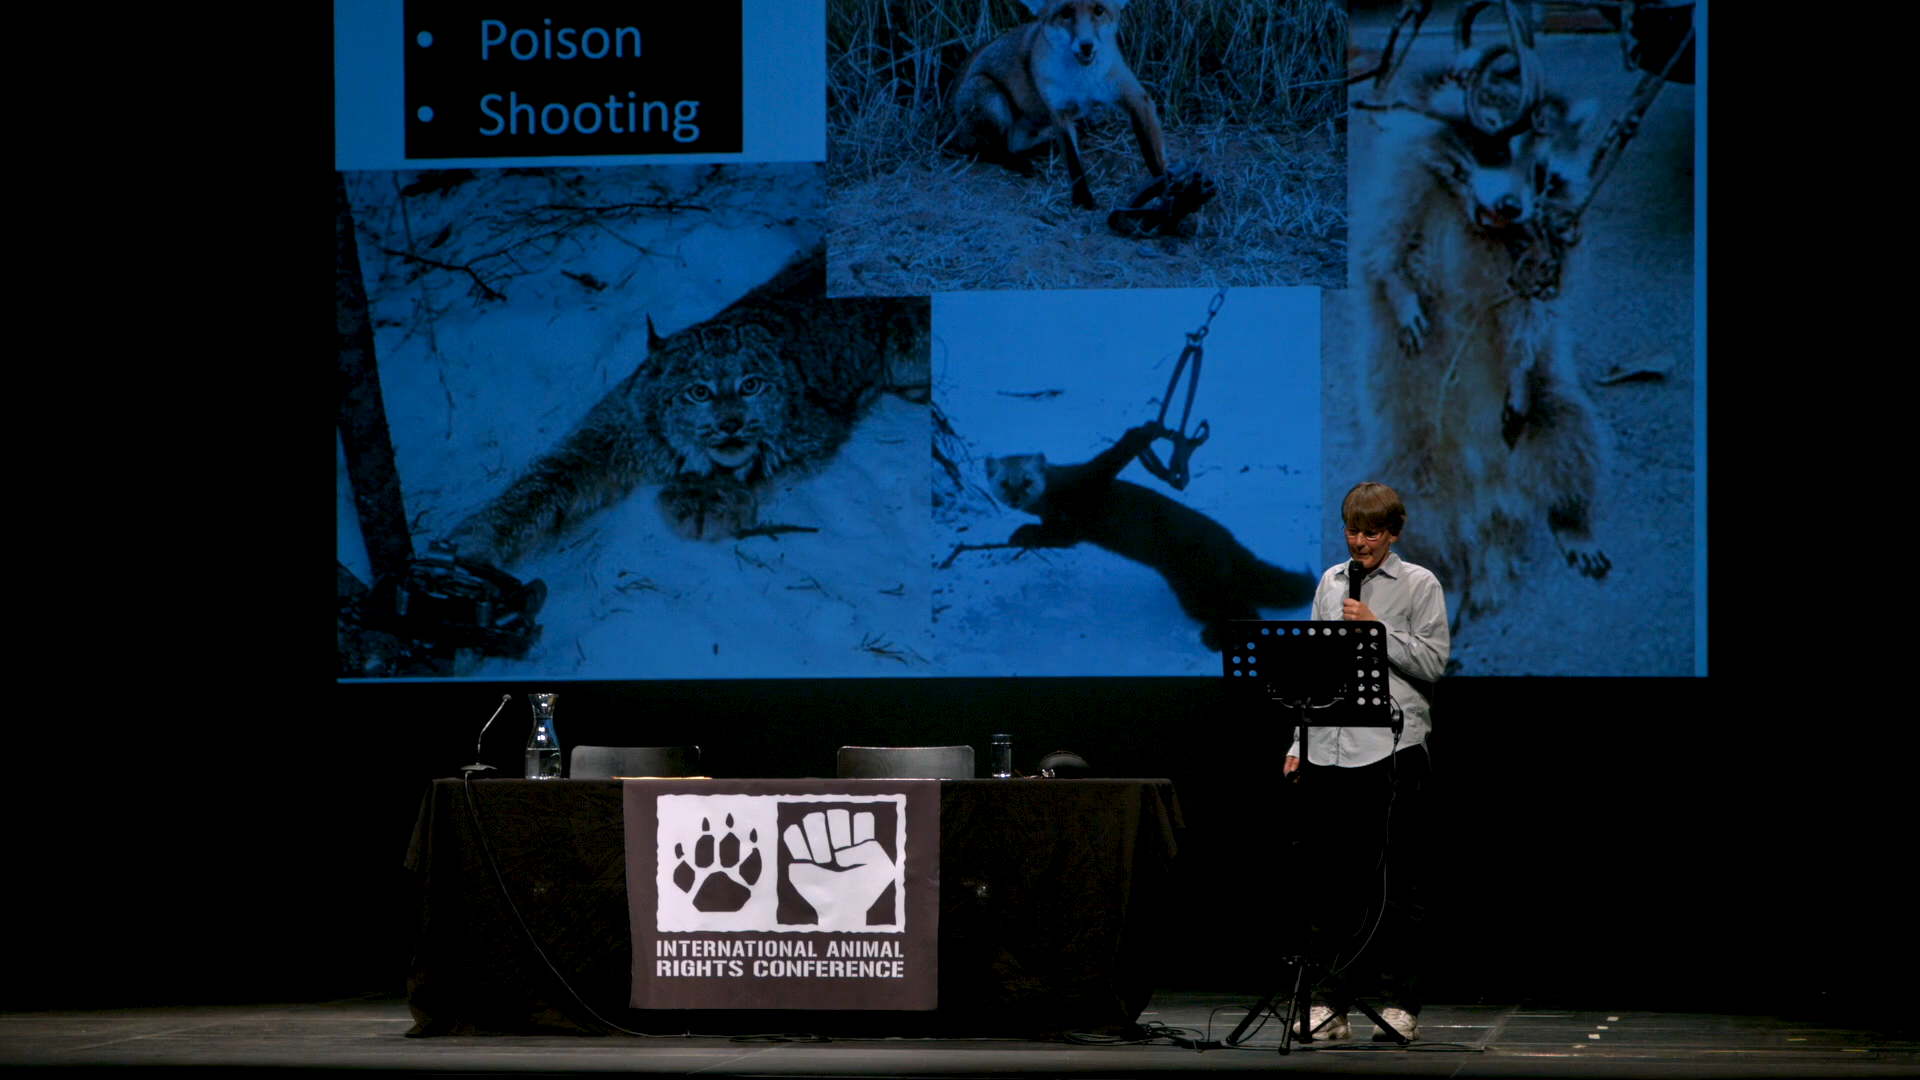 • Poison
• Shooting
INTERNATIONAL ANIMAL
RIGHTS CONFERENCE